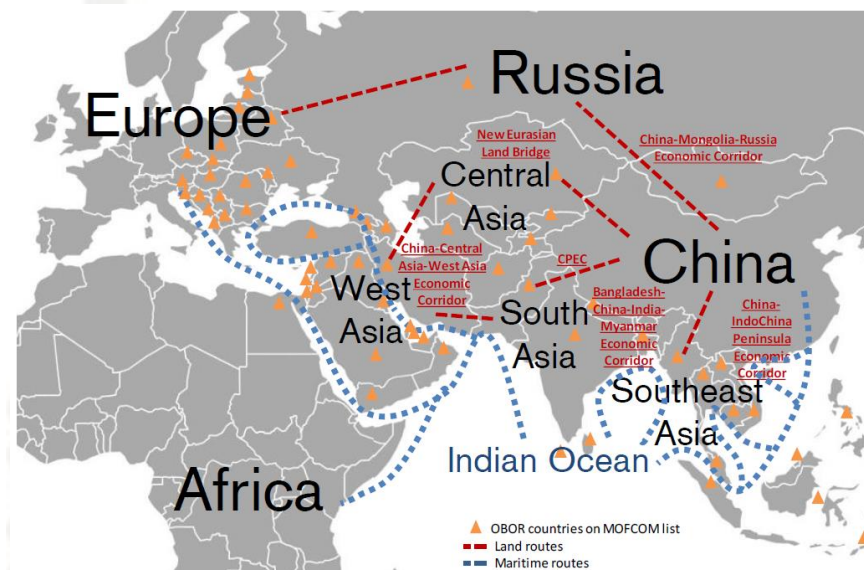 Russia
Europe
New Eurasian
Land Bridge
China-Mongolia-Russia
Economic Corridor
Central
Asia
China
China-Central
Asia-West Asia
Economic
Corridor
CPEC
West
Asia
South
Asia
Bangladesh-
China-India-
Myanmar
Economic
Corridor
China-
IndoChina
Peninsula
Economic
Corridor
Southeast
Asia
Indian Ocean
Africa
OBOR countries on MOFCOM list
Land routes
Maritime routes